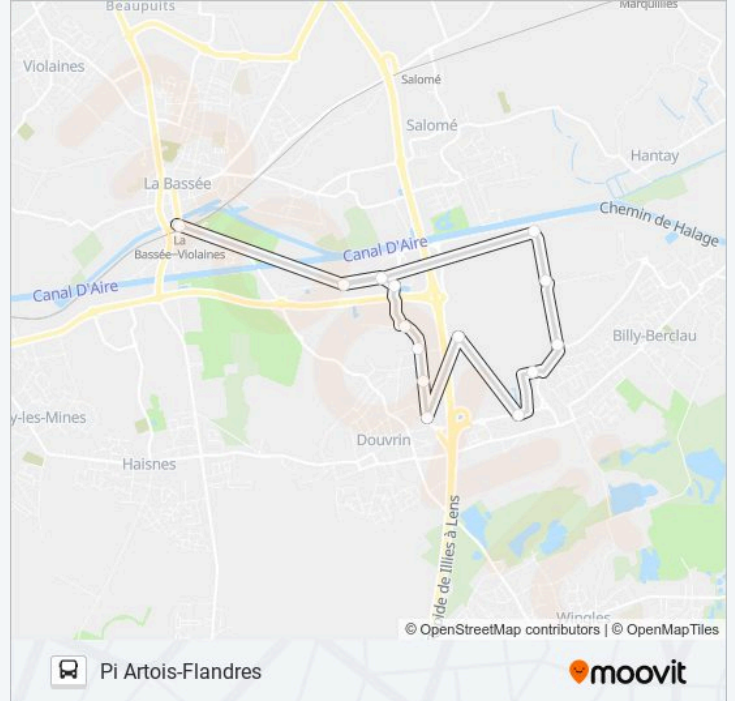 Beaupuits
Marquillies
Violaines
Salomé
Salomé
Hantay
La Bassée
Chemin de Halage
La
Bassée-Violaines
Canal D'Aire
Canal D'Aire
Billy-Berclau
y-les-Mines
Douvrin
Haisnes
olde de Illies à Lens
Wingles
© OpenStreetMap contributors | © OpenMapTiles
Pi Artois-Flandres
moovit